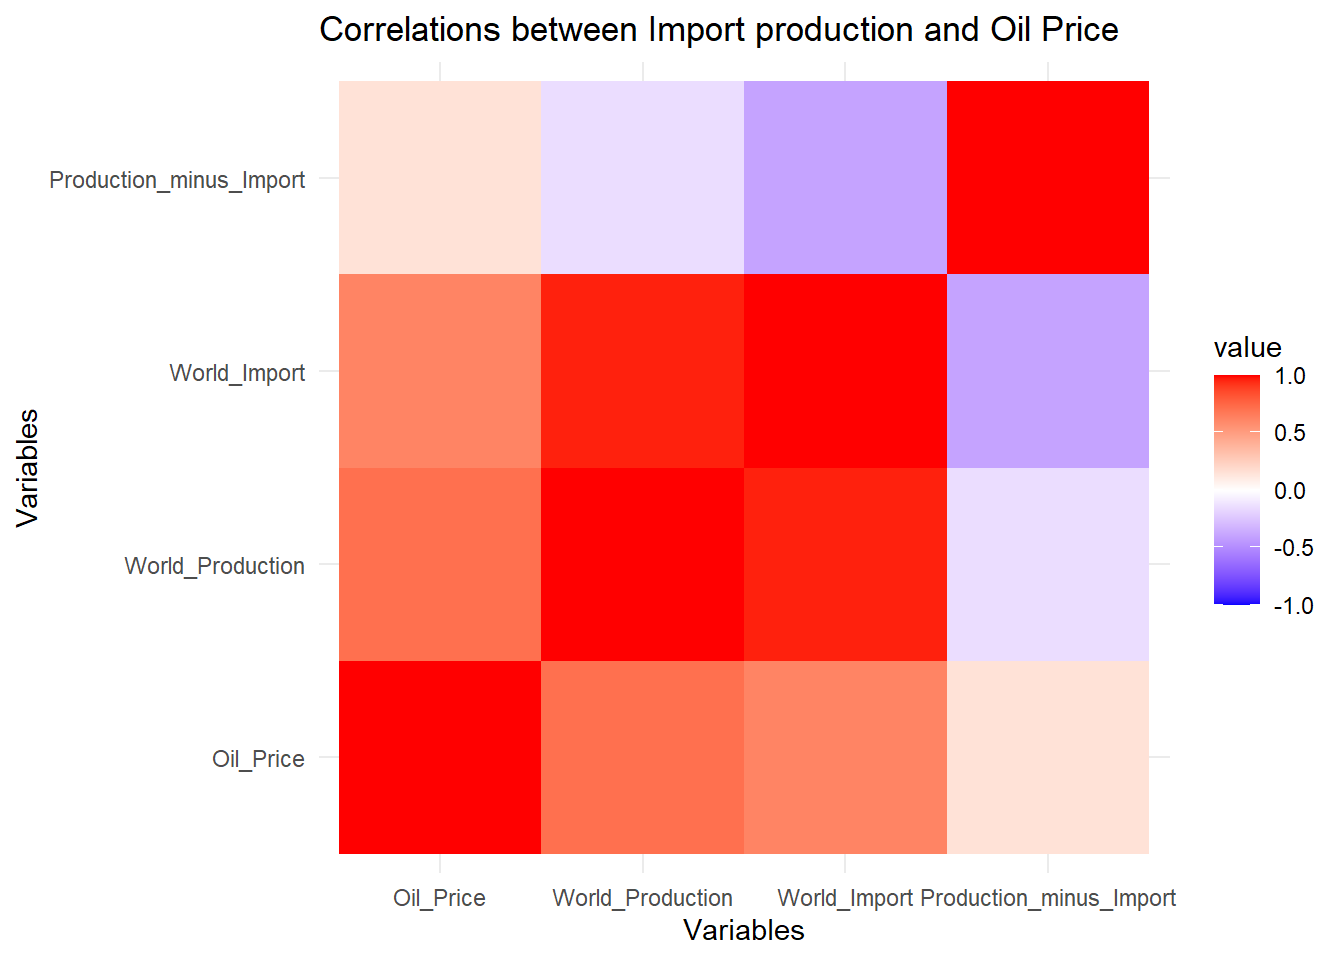 Correlations between Import production and Oil Price
Production_minus_Import
World_Import
World_Production
Oil_Price
Variables
Oil_Price World_Production World_Import Production_minus_Import
Variables
value
1.0
0.5
0.0
-0.5
-1.0